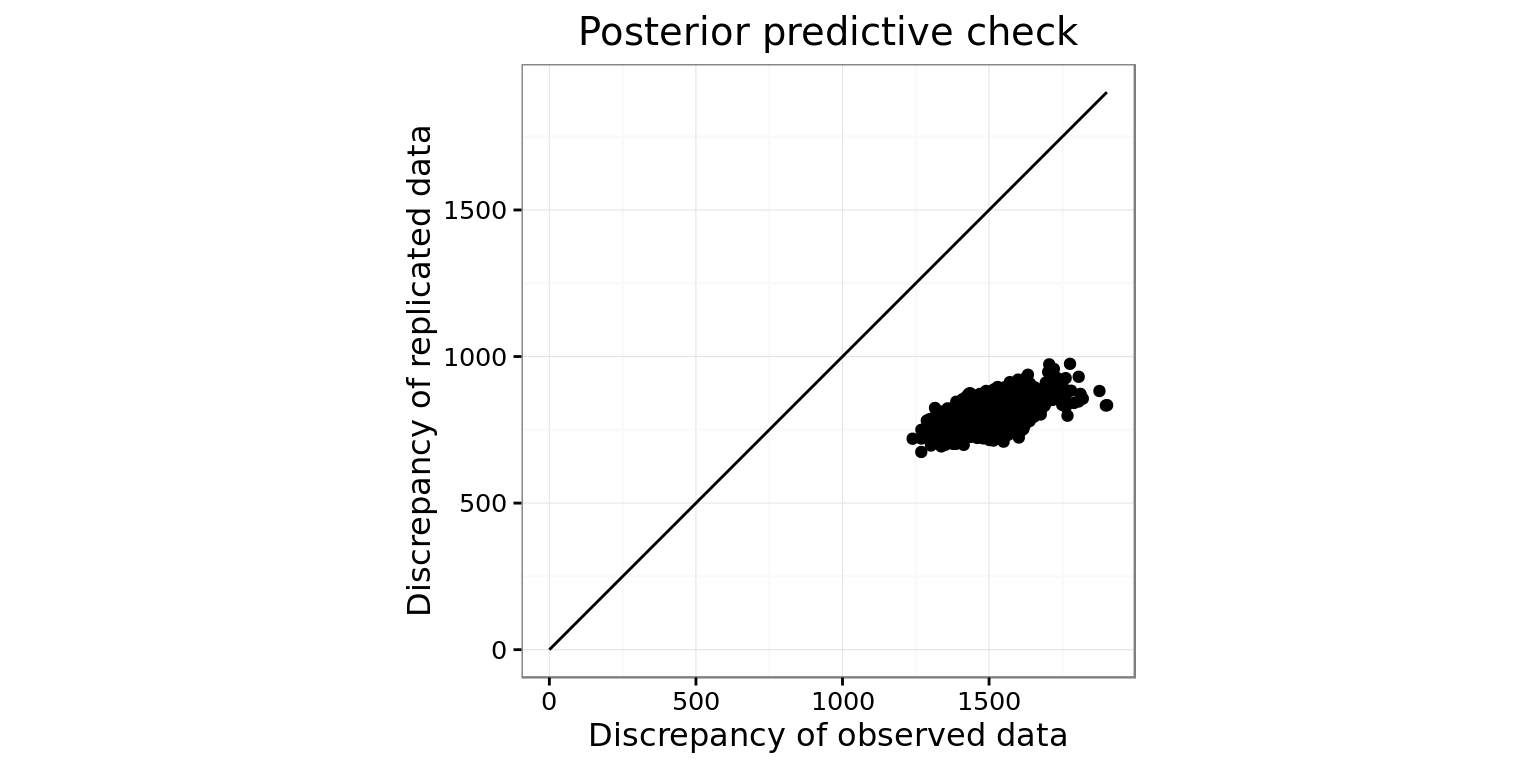 Posterior predictive check
Discrepancy of replicated data
1500
1000
500
0
0 500 1000 1500
Discrepancy of observed data